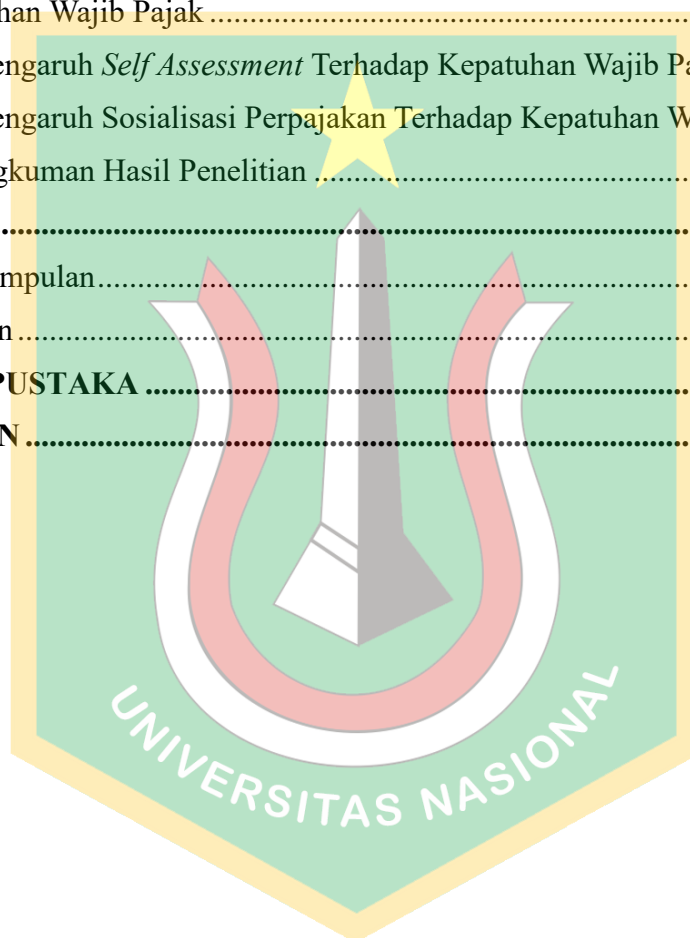 han Wajib Pajak ..........................................................
engaruh Self Assessment Terhadap Kepatuhan Wajib Pa
engaruh Sosialisasi Perpajakan Terhadap Kepatuhan W
gkuman Hasil Penelitian ...............................................
..............................................................................
mpulan.......................................................................
n ................................................................................
PUSTAKA ..................................................................
N ..............................................................................
UNIVERSITAS NASIONAL